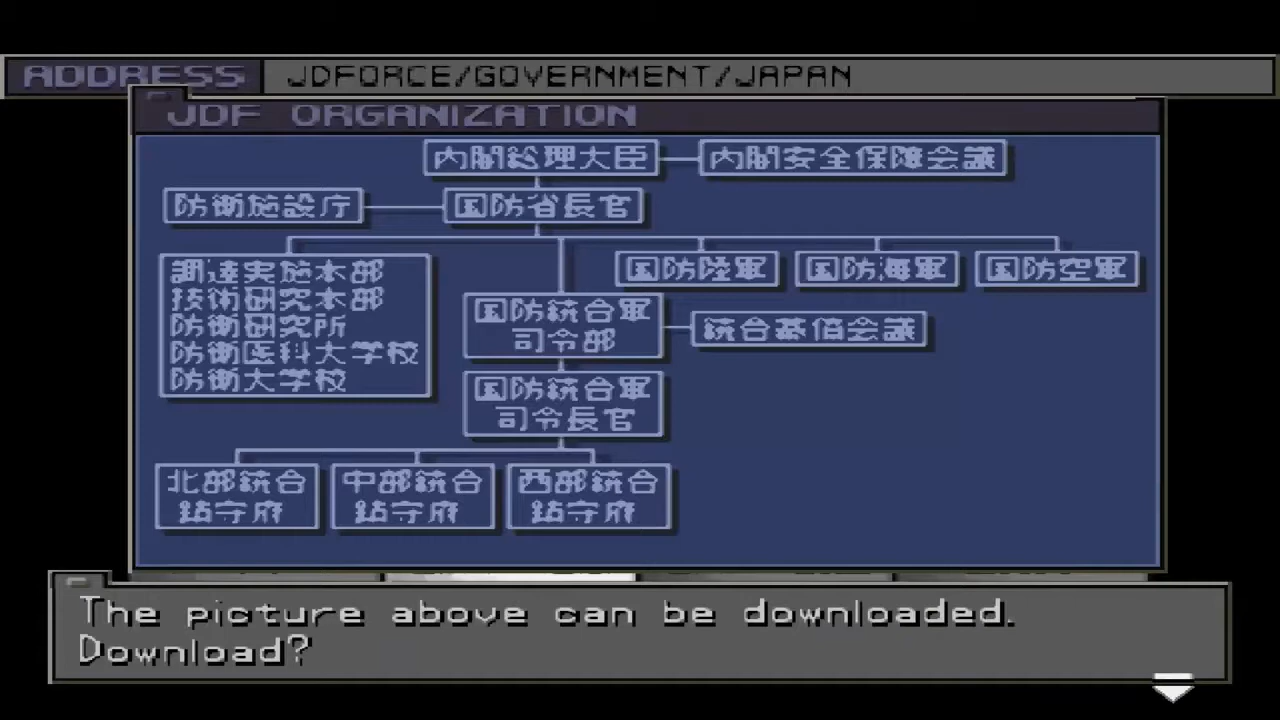 ADDRESS JDFORCE/GOVERNMENT/JAPAN
JDF ORGANIZATION
内閣総理大臣
内閣安全保障会議
防衛施設庁
国防省長官
調達実施本部
技術研究本部
防衛研究所
防衛医科大学校
防衛大学校
国防陸軍
国防海軍
国防空軍
国防統合軍
司令部
統合幕僚会議
国防統合軍
司令長官
北部統合
鎮守府
中部統合
鎮守府
西部統合
鎮守府
The picture above can be downloaded.
Download?